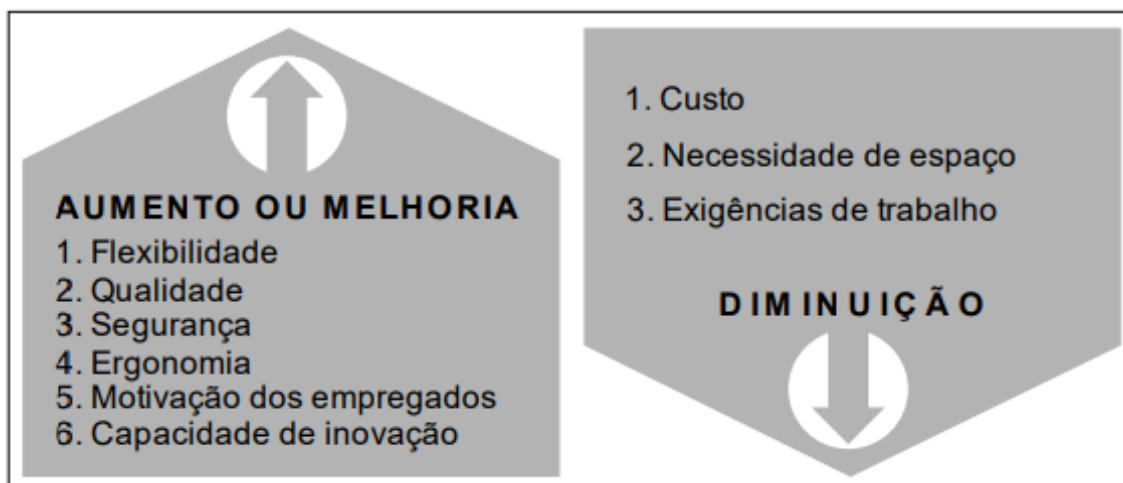 AUMENTO OU MELHORIA
1. Flexibilidade
2. Qualidade
3. Segurança
4. Ergonomia
5. Motivação dos empregados
6. Capacidade de inovação
1. Custo
2. Necessidade de espaço
3. Exigências de trabalho
DIMINUIÇÃO